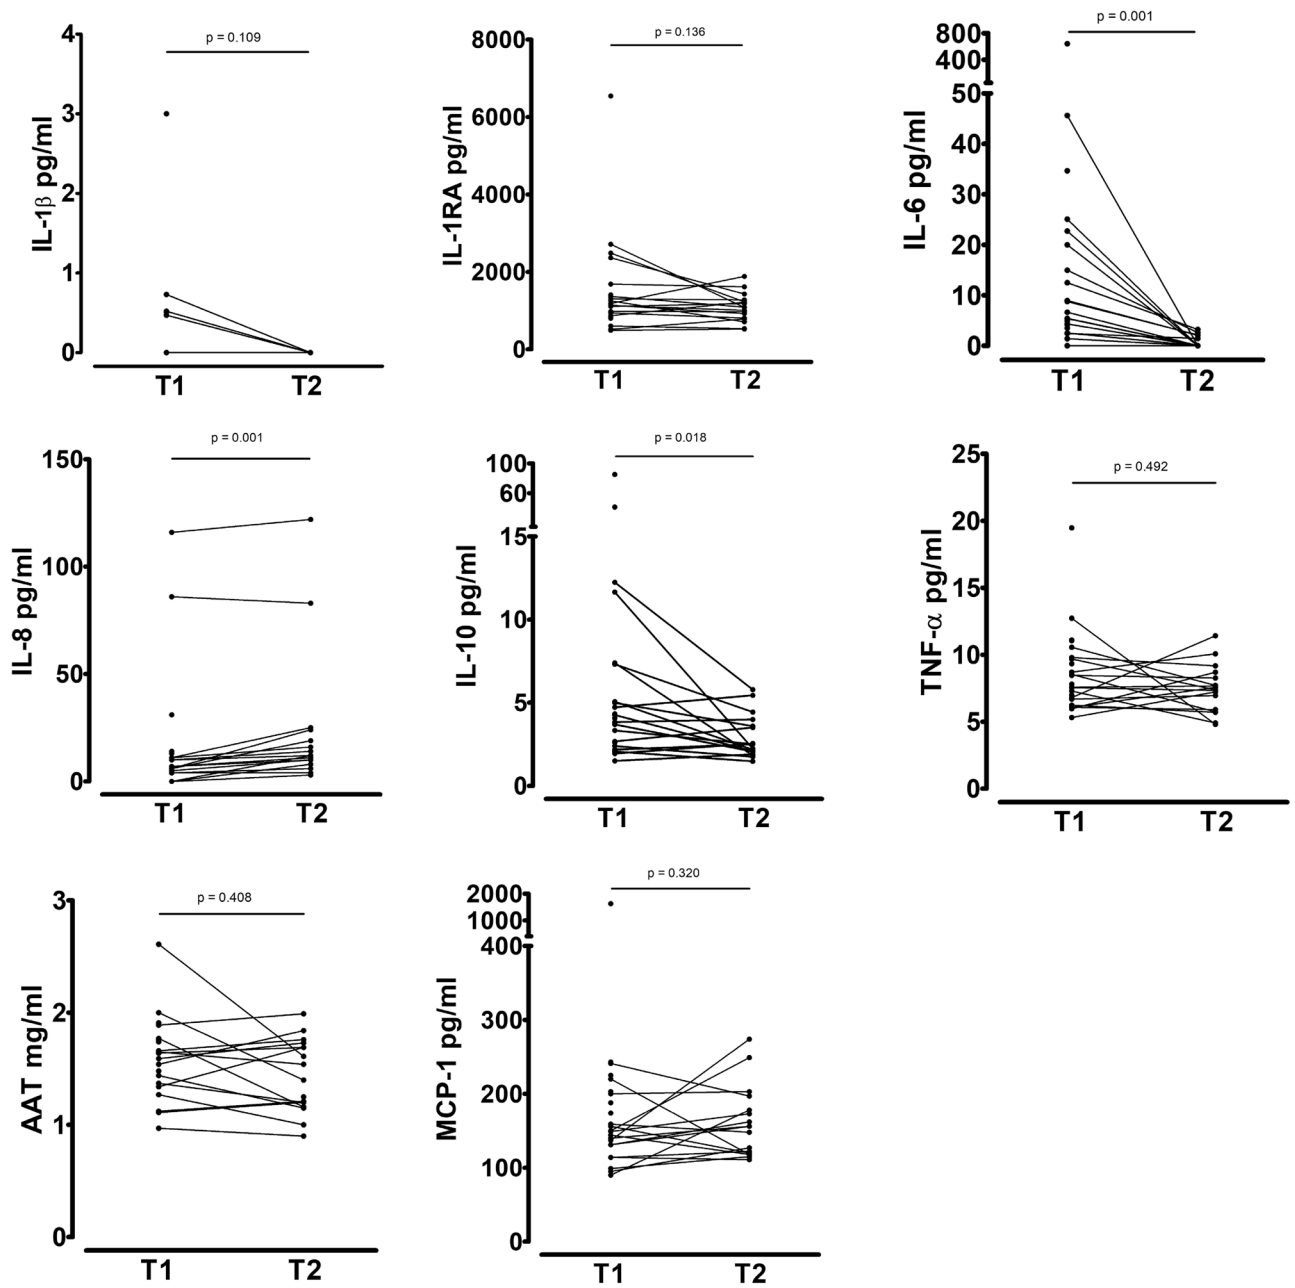 p = 0.109
IL-1β pg/ml
4
3
2
1
0
T1 T2
p = 0.136
IL-1RA pg/ml
8000
6000
4000
2000
0
T1 T2
p = 0.001
IL-6 pg/ml
800
400
50
40
30
20
10
0
T1 T2
p = 0.001
IL-8 pg/ml
150
100
50
0
T1 T2
p = 0.018
IL-10 pg/ml
100
60
15
10
5
0
T1 T2
p = 0.492
TNF-α pg/ml
25
20
15
10
5
0
T1 T2
p = 0.408
AAT mg/ml
3
2
1
0
T1 T2
p = 0.320
MCP-1 pg/ml
2000
1000
400
300
200
100
0
T1 T2